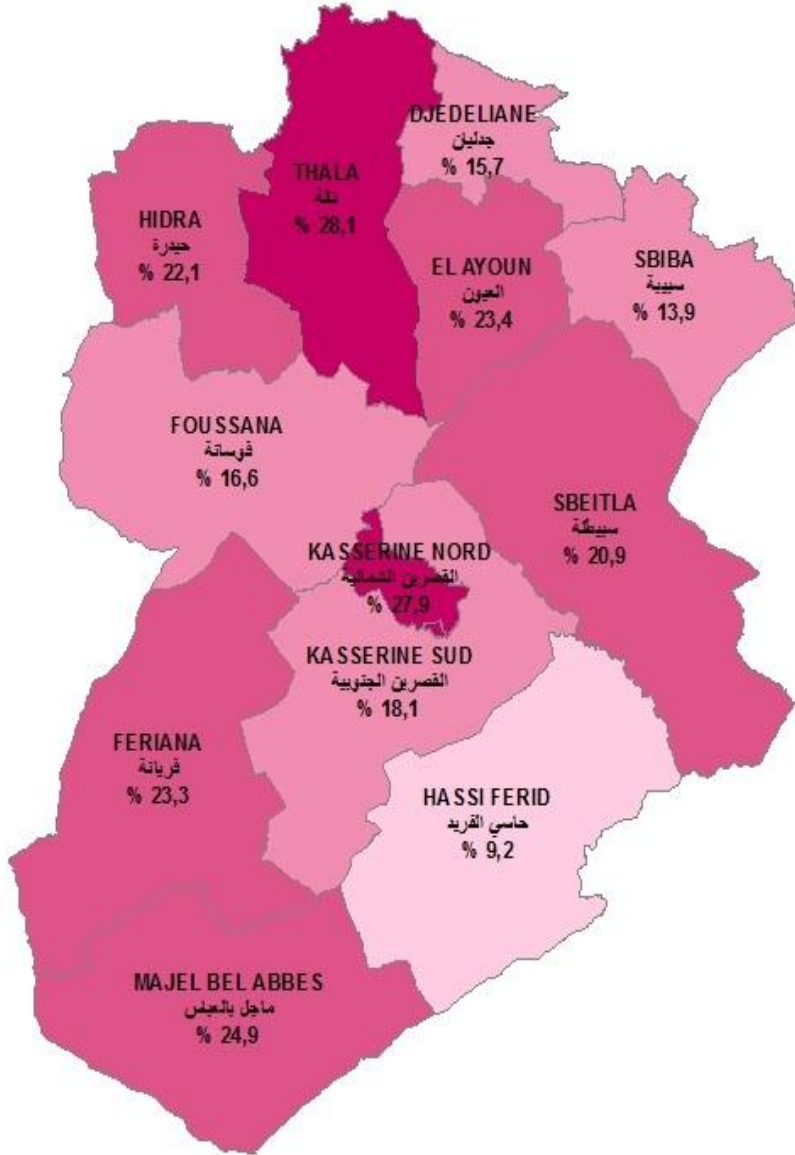 DJEDELIANE
جدليان
% 15,7
THALA
تالة
% 28,1
HIDRA
حيدرة
% 22,1
EL AYOUN
العيون
% 23,4
SBIBA
سبيبة
% 13,9
FOUSSANA
فوسانة
% 16,6
SBEITLA
سبيطلة
% 20,9
KASSERINE NORD
القصرين الشمالية
% 27,9
KASSERINE SUD
القصرين الجنوبية
% 18,1
FERIANA
فريانة
% 23,3
HASSI FERID
حاسي الفريد
% 9,2
MAJEL BEL ABBES
ماجل بالعباس
% 24,9